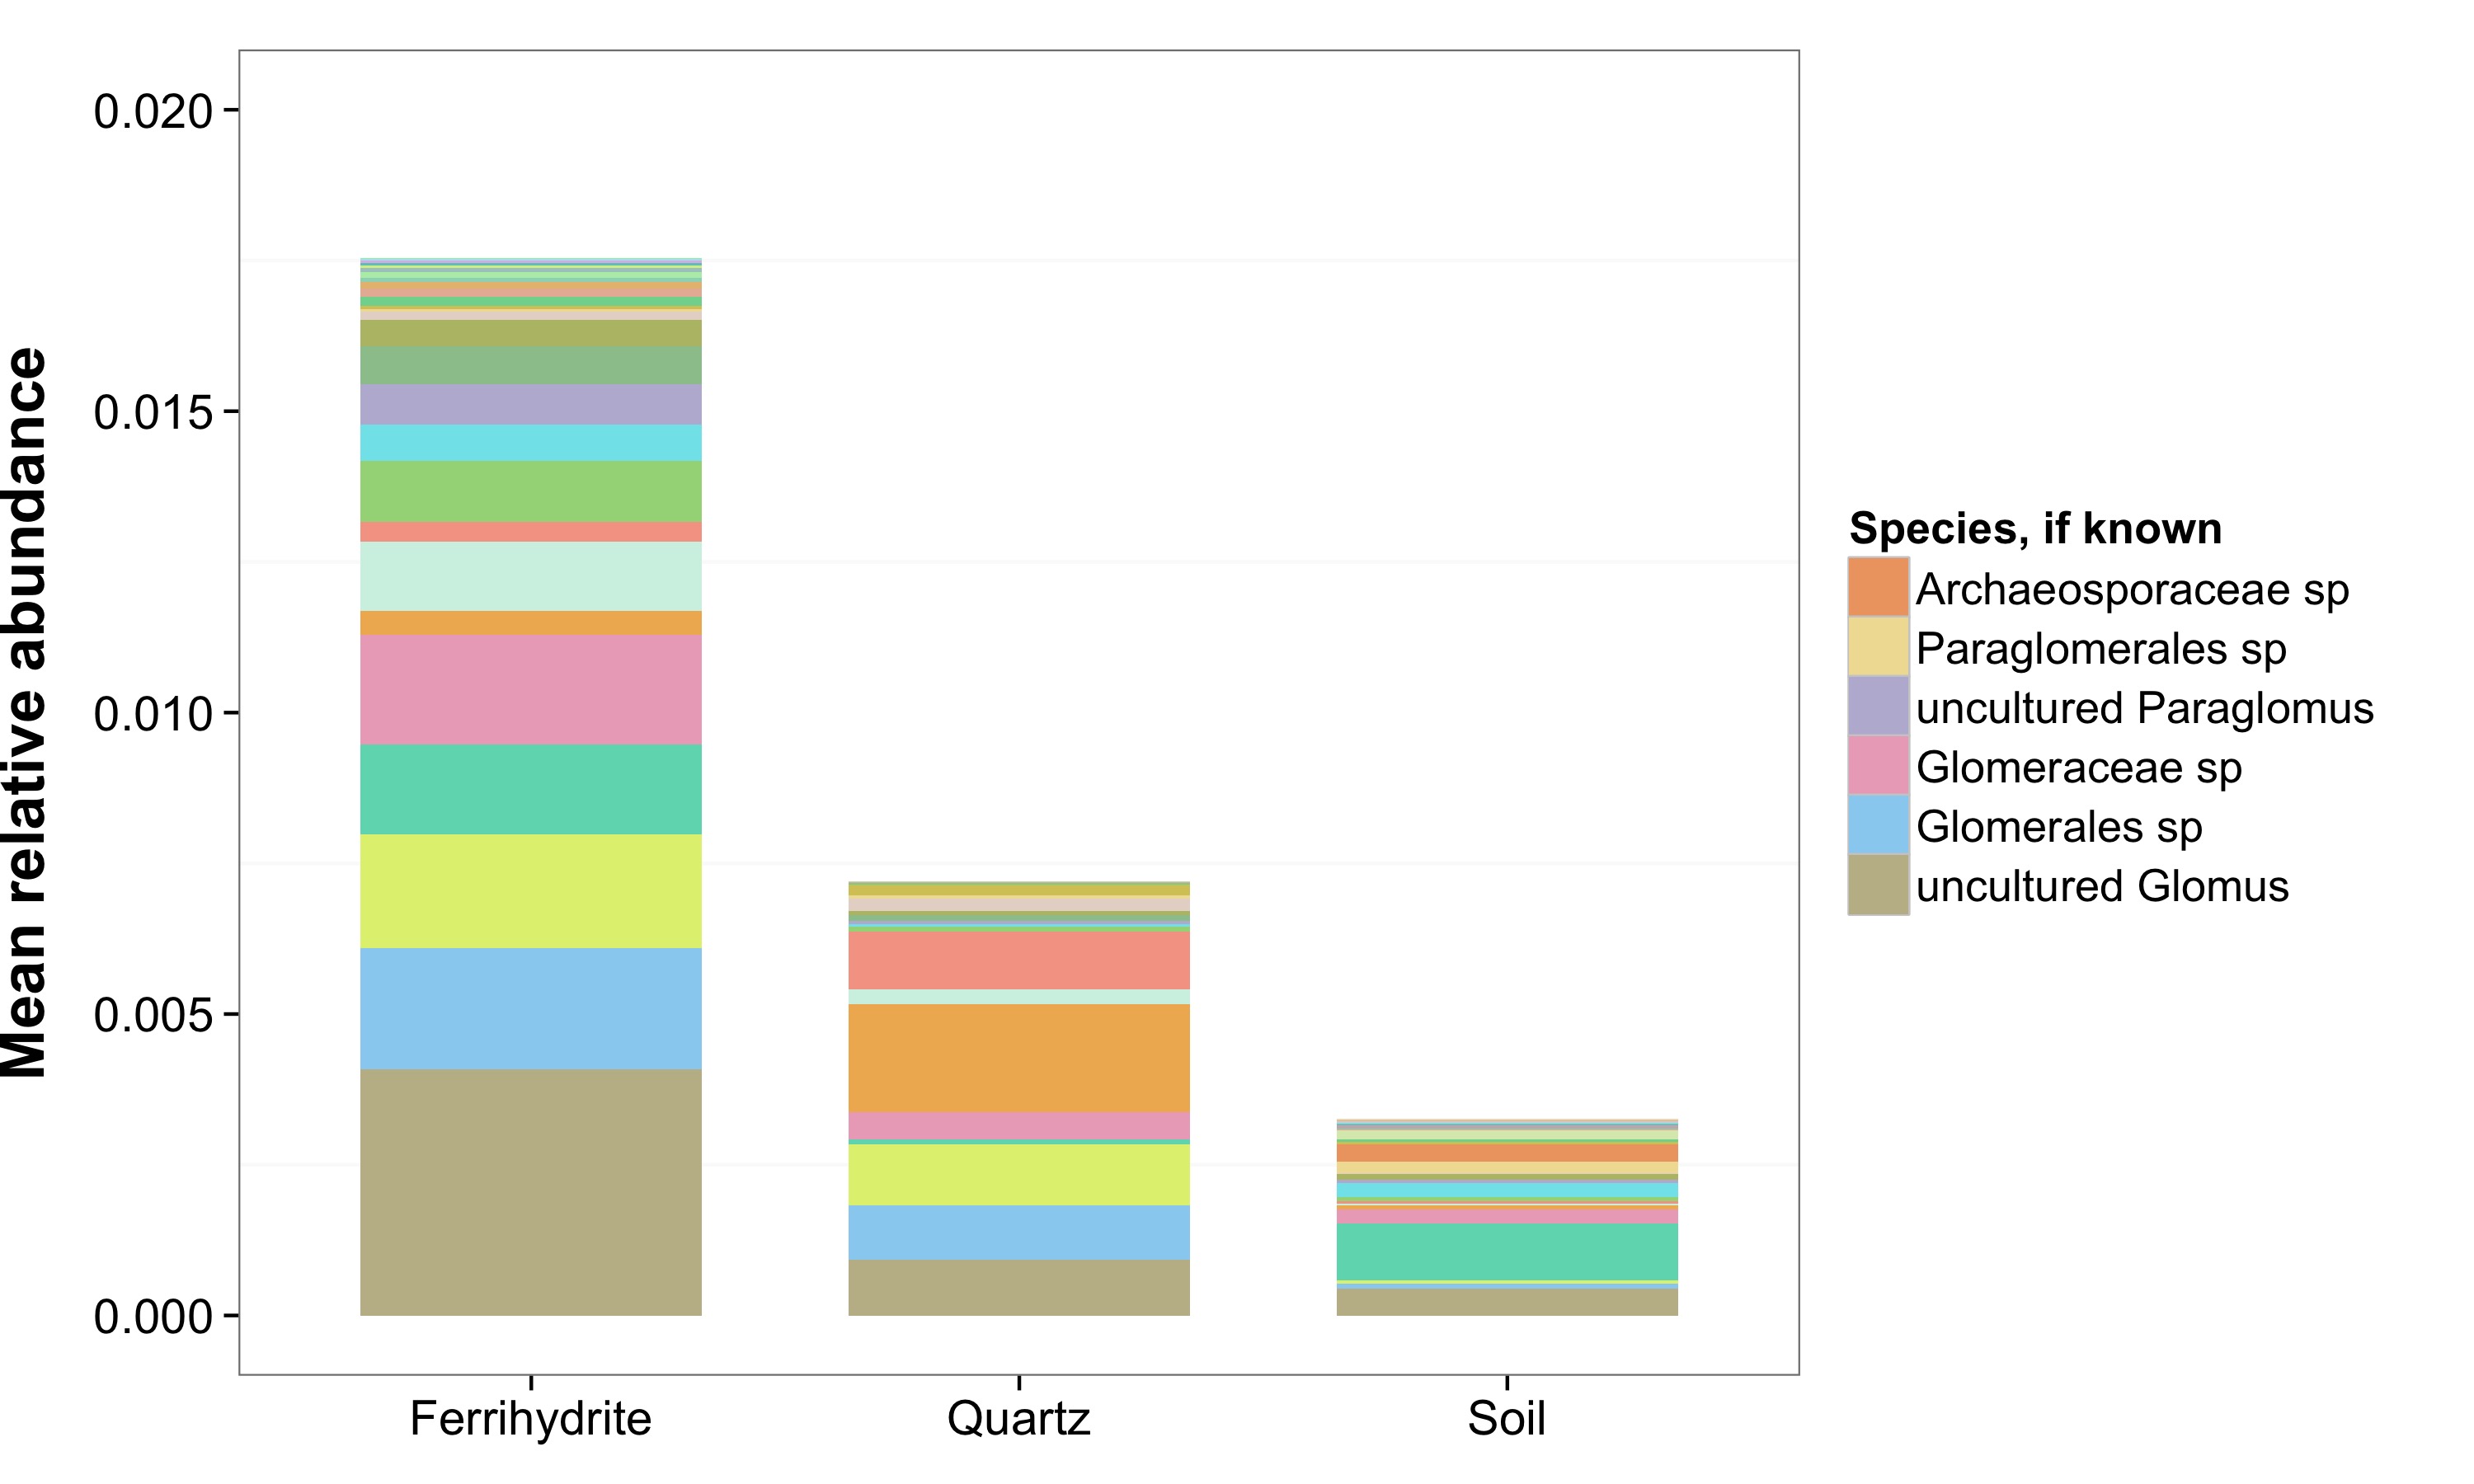 Mean relative abundance
0.020
0.015
0.010
0.005
0.000
Ferrihydrite
Quartz
Soil
Species, if known
Archaeosporaceae sp
Paraglomerales sp
uncultured Paraglomus
Glomeraceae sp
Glomerales sp
uncultured Glomus